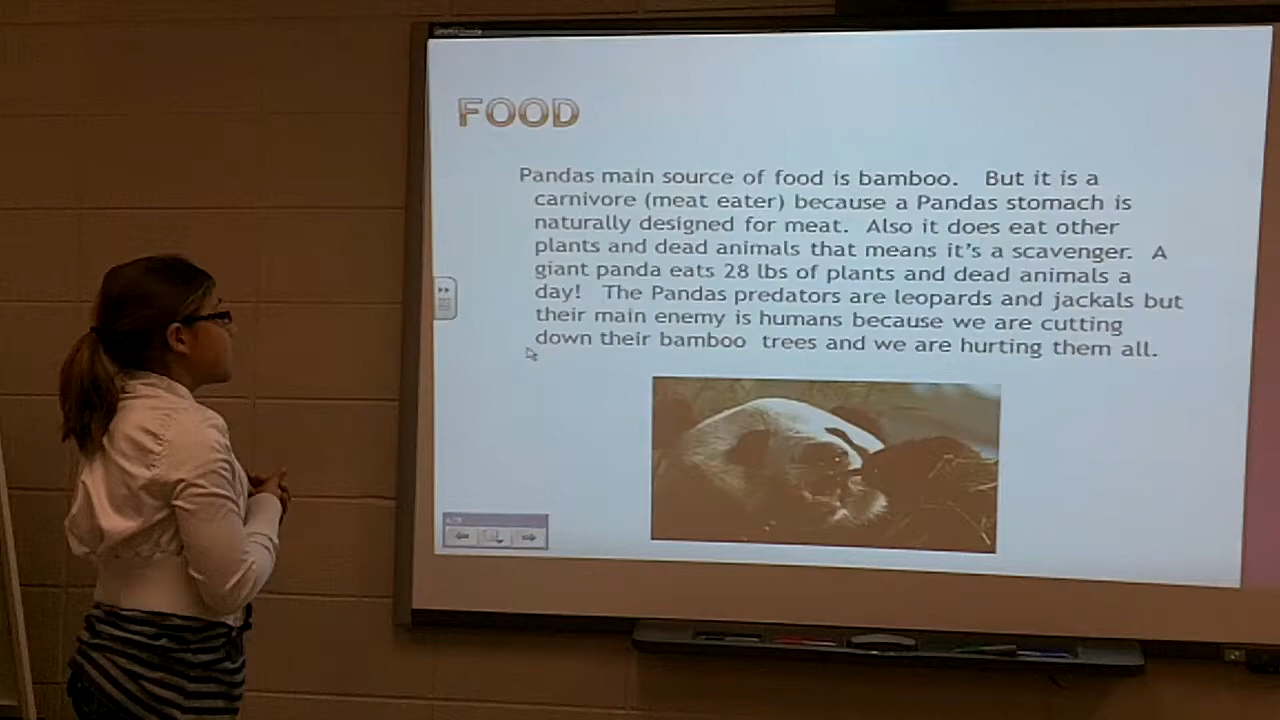 FOOD
Pandas main source of food is bamboo. But it is a
carnivore (meat eater) because a Pandas stomach is
naturally designed for meat. Also it does eat other
plants and dead animals that means it's a scavenger. A
giant panda eats 28 lbs of plants and dead animals a
day! The Pandas predators are leopards and jackals but
their main enemy is humans because we are cutting
down their bamboo trees and we are hurting them all.